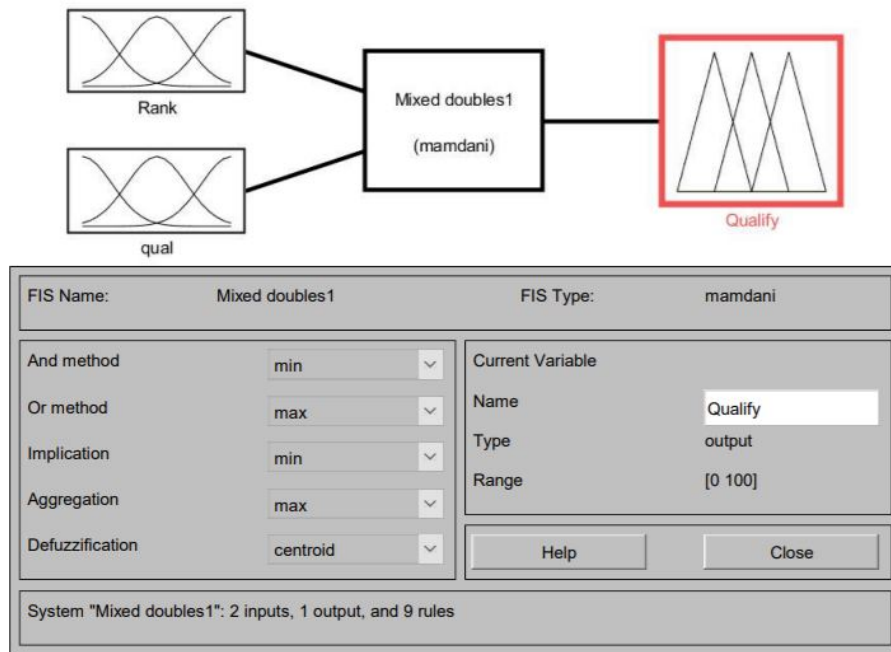 Rank
qual
Mixed doubles1
(mamdani)
Qualify
FIS Name: Mixed doubles1 FIS Type: mamdani
And method min
Or method max
Implication min
Aggregation max
Defuzzification centroid
Current Variable
Name Qualify
Type output
Range [0 100]
Help Close
System "Mixed doubles1": 2 inputs, 1 output, and 9 rules